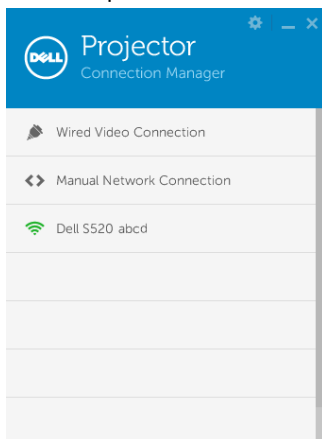 DELL
Projector
Connection Manager
Wired Video Connection
Manual Network Connection
Dell S520 abcd